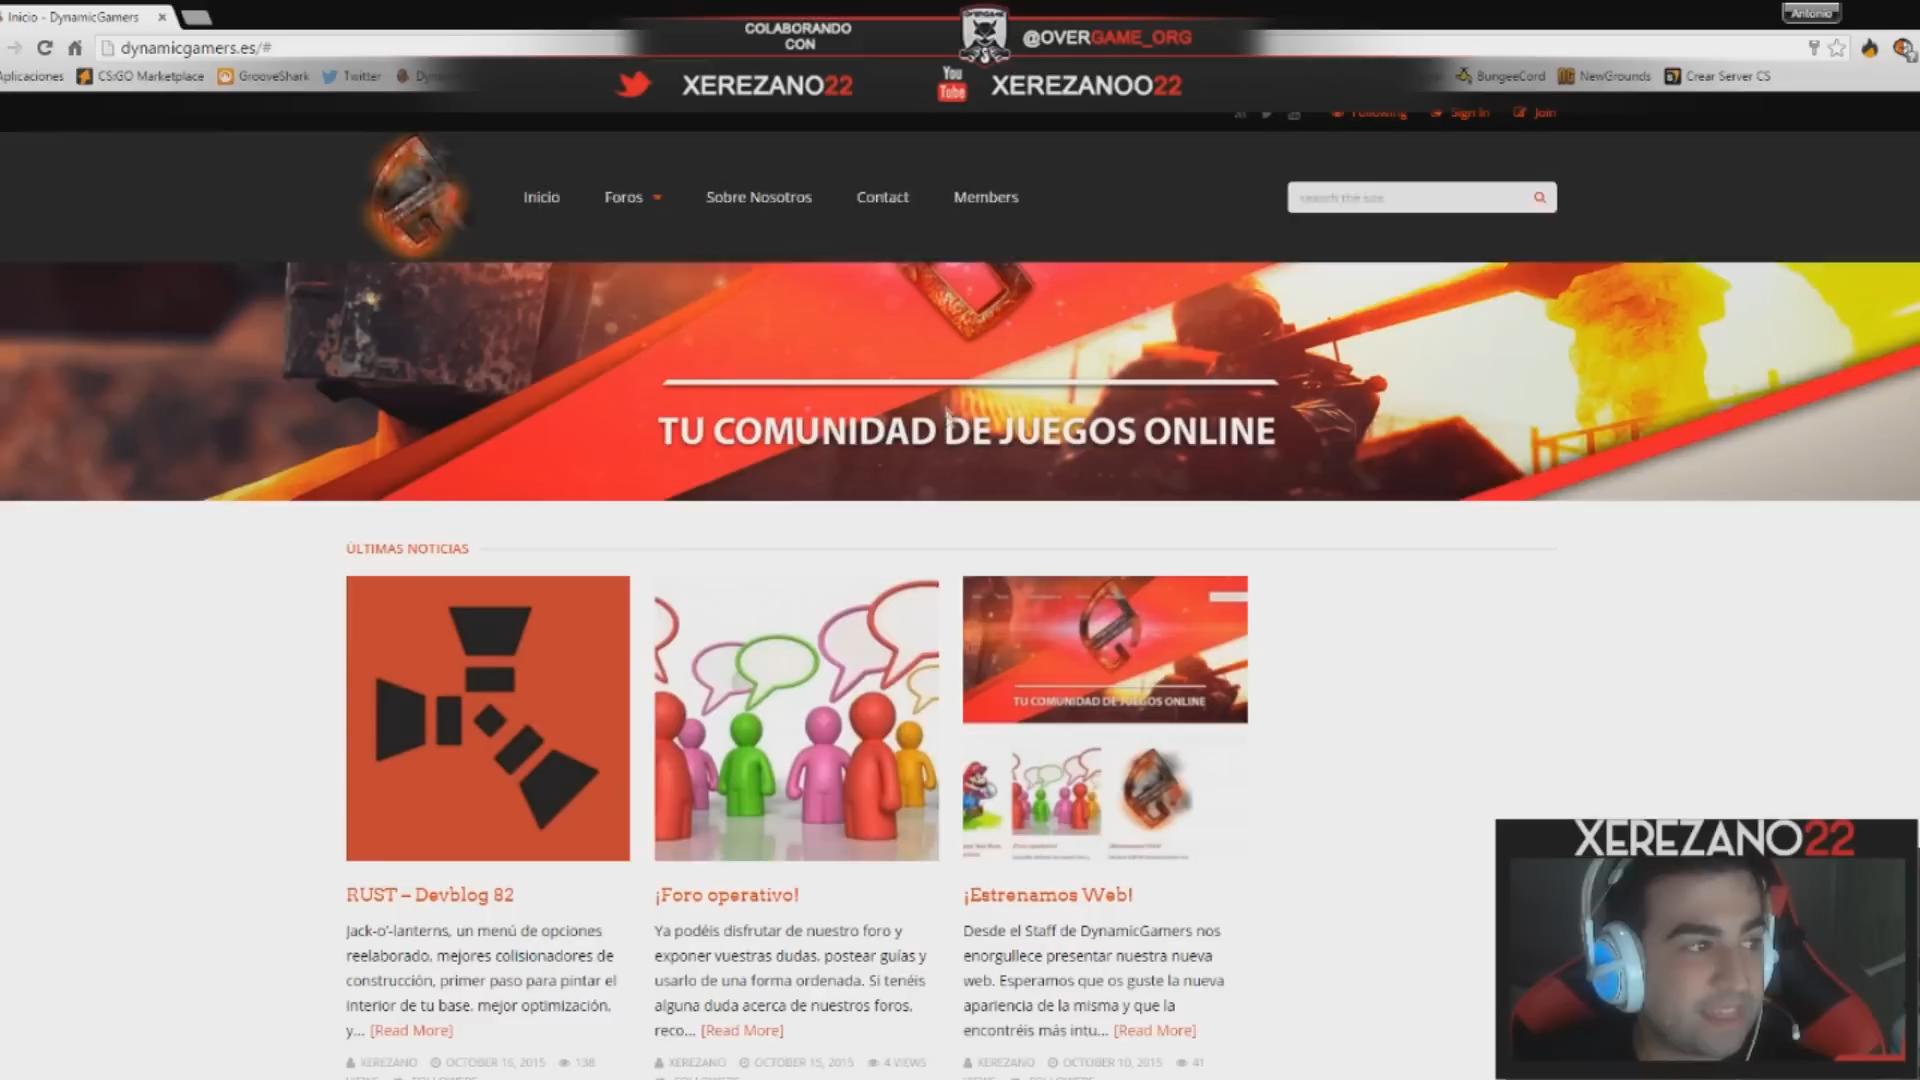 Inicio - DynamicGamers
Antonio
COLABORANDO
CON
@OVERGAME_ORG
dynamicgamers.es/#
Aplicaciones CS:GO Marketplace GrooveShark Twitter
XEREZANO22
You
Tube
XEREZANOO22
BungeeCord NewGrounds Crear Server CS
Following Sign In Join
Inicio Foros Sobre Nosotros Contact Members
search the site
TU COMUNIDAD DE JUEGOS ONLINE
ÚLTIMAS NOTICIAS
TU COMUNIDAD DE JUEGOS ONLINE
RUST – Devblog 82
Jack-o'-lanterns, un menú de opciones
reelaborado, mejores colisionadores de
construcción, primer paso para pintar el
interior de tu base, mejor optimización,
y... [Read More]
XEREZANO OCTOBER 16, 2015 138
¡Foro operativo!
Ya podéis disfrutar de nuestro foro y
exponer vuestras dudas, postear guías y
usarlo de una forma ordenada. Si tenéis
alguna duda acerca de nuestros foros,
reco... [Read More]
XEREZANO OCTOBER 15, 2015 4 VIEWS
¡Estrenamos Web!
Desde el Staff de DynamicGamers nos
enorgullece presentar nuestra nueva
web. Esperamos que os guste la nueva
apariencia de la misma y que la
encontréis más intu... [Read More]
XEREZANO OCTOBER 10, 2015 41
XEREZANO22